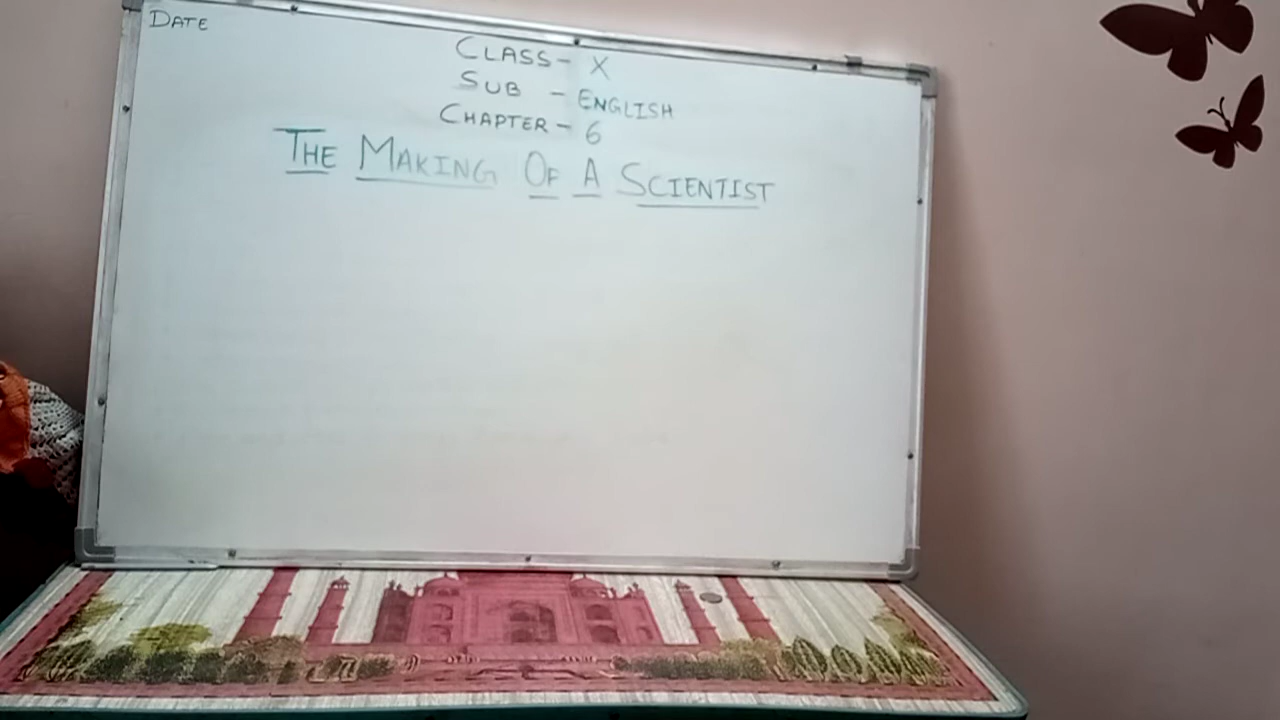 DATE
CLASS - X
SUB - ENGLISH
CHAPTER - 6
THE MAKING OF A SCIENTIST